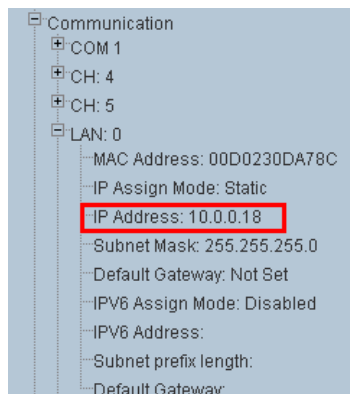 Communication
COM 1
CH: 4
CH: 5
LAN: 0
MAC Address: 00D0230DA78C
IP Assign Mode: Static
IP Address: 10.0.0.18
Subnet Mask: 255.255.255.0
Default Gateway: Not Set
IPV6 Assign Mode: Disabled
IPV6 Address:
Subnet prefix length:
Default Gateway: